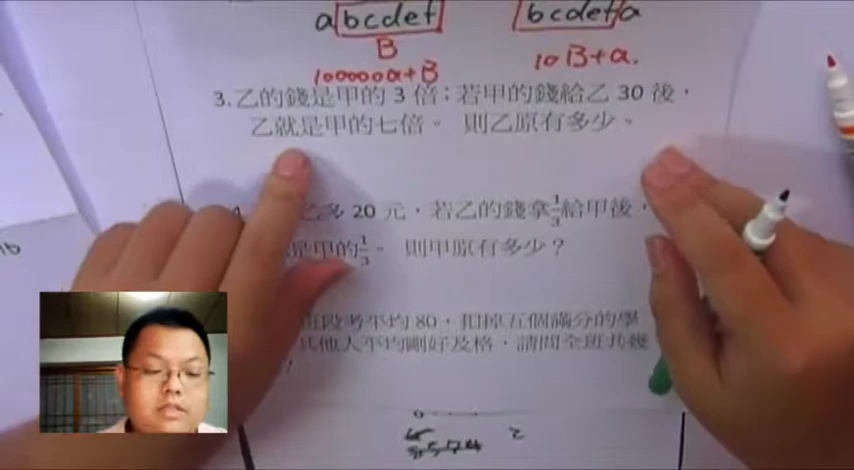 abcdef
bcdefa
B
100000a+B
10B+a.
3.乙的錢是甲的 3 倍;若甲的錢給乙 30 後,
乙就是甲的七倍。 則乙原有多少。
多 20 元,若乙的錢拿1/3給甲後,
是甲的1/3。 則甲原有多少?
均 80,扣掉五個滿分的學
其他人平均剛好及格,請問全班共幾
?